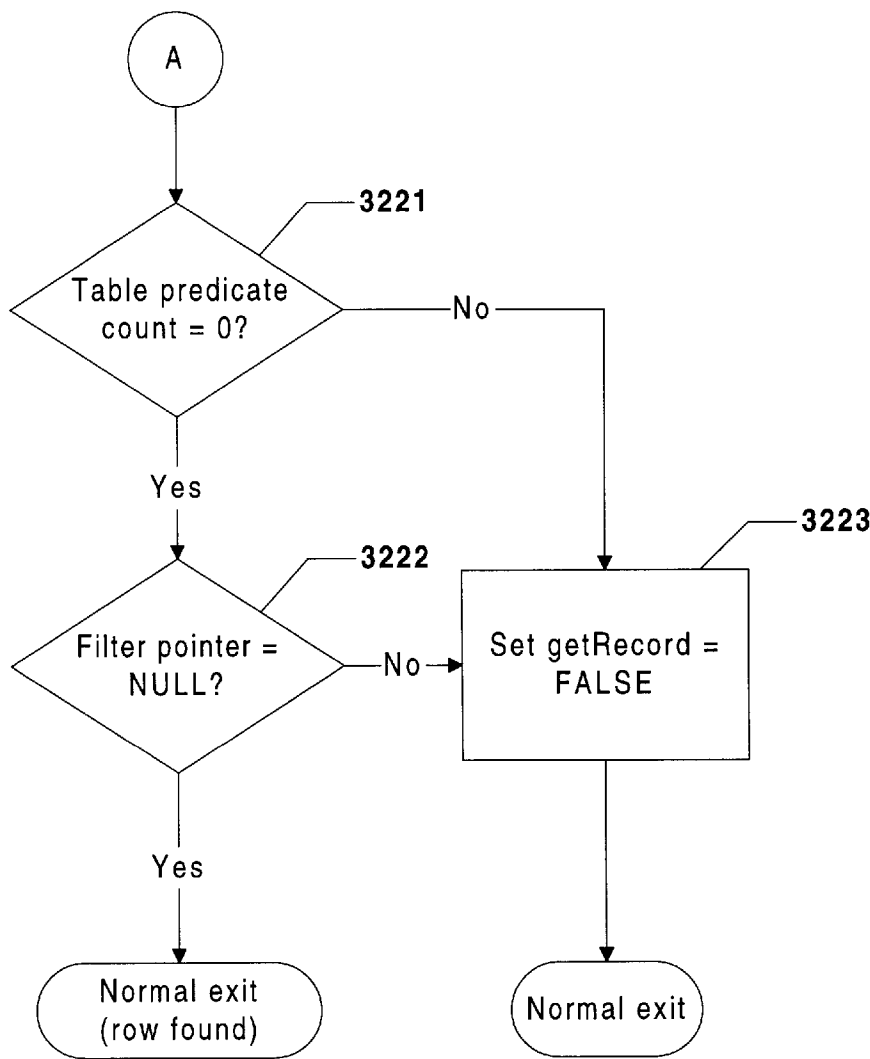 A
3221
Table predicate
count = 0?
No
Yes
3223
3222
Filter pointer =
NULL?
No
Set getRecord =
FALSE
Yes
Normal exit
(row found)
Normal exit